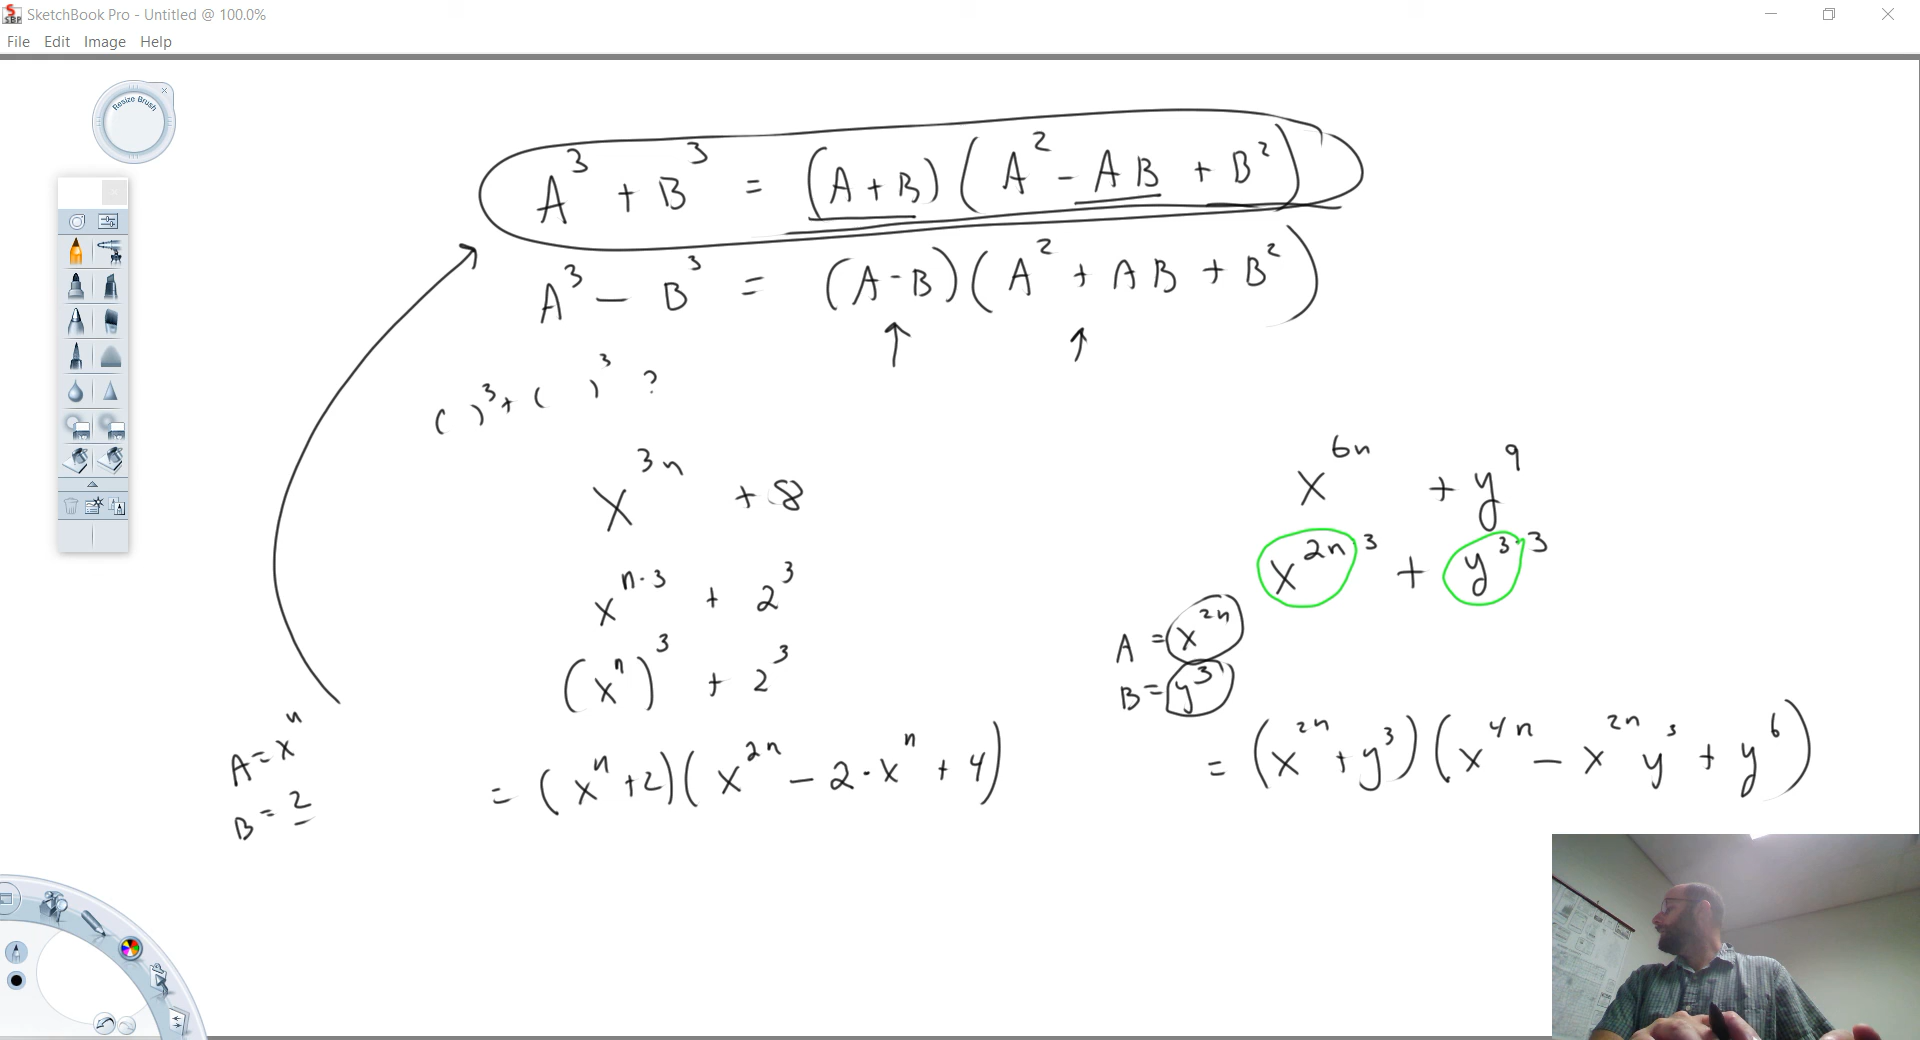 SketchBook Pro - Untitled @ 100.0%
File Edit Image Help
Resize Brush
A³ + B³ = (A + B)(A² - AB + B²)
A³ - B³ = (A - B)(A² + AB + B²)
( )³ + ( )³ ?
x³ⁿ + 8
xⁿ·³ + 2³
(xⁿ)³ + 2³
A = xⁿ
B = 2
= (xⁿ + 2)(x²ⁿ - 2·xⁿ + 4)
x⁶ⁿ + y⁹
x²ⁿ·³ + y³·³
A = x²ⁿ
B = y³
= (x²ⁿ + y³)(x⁴ⁿ - x²ⁿy³ + y⁶)